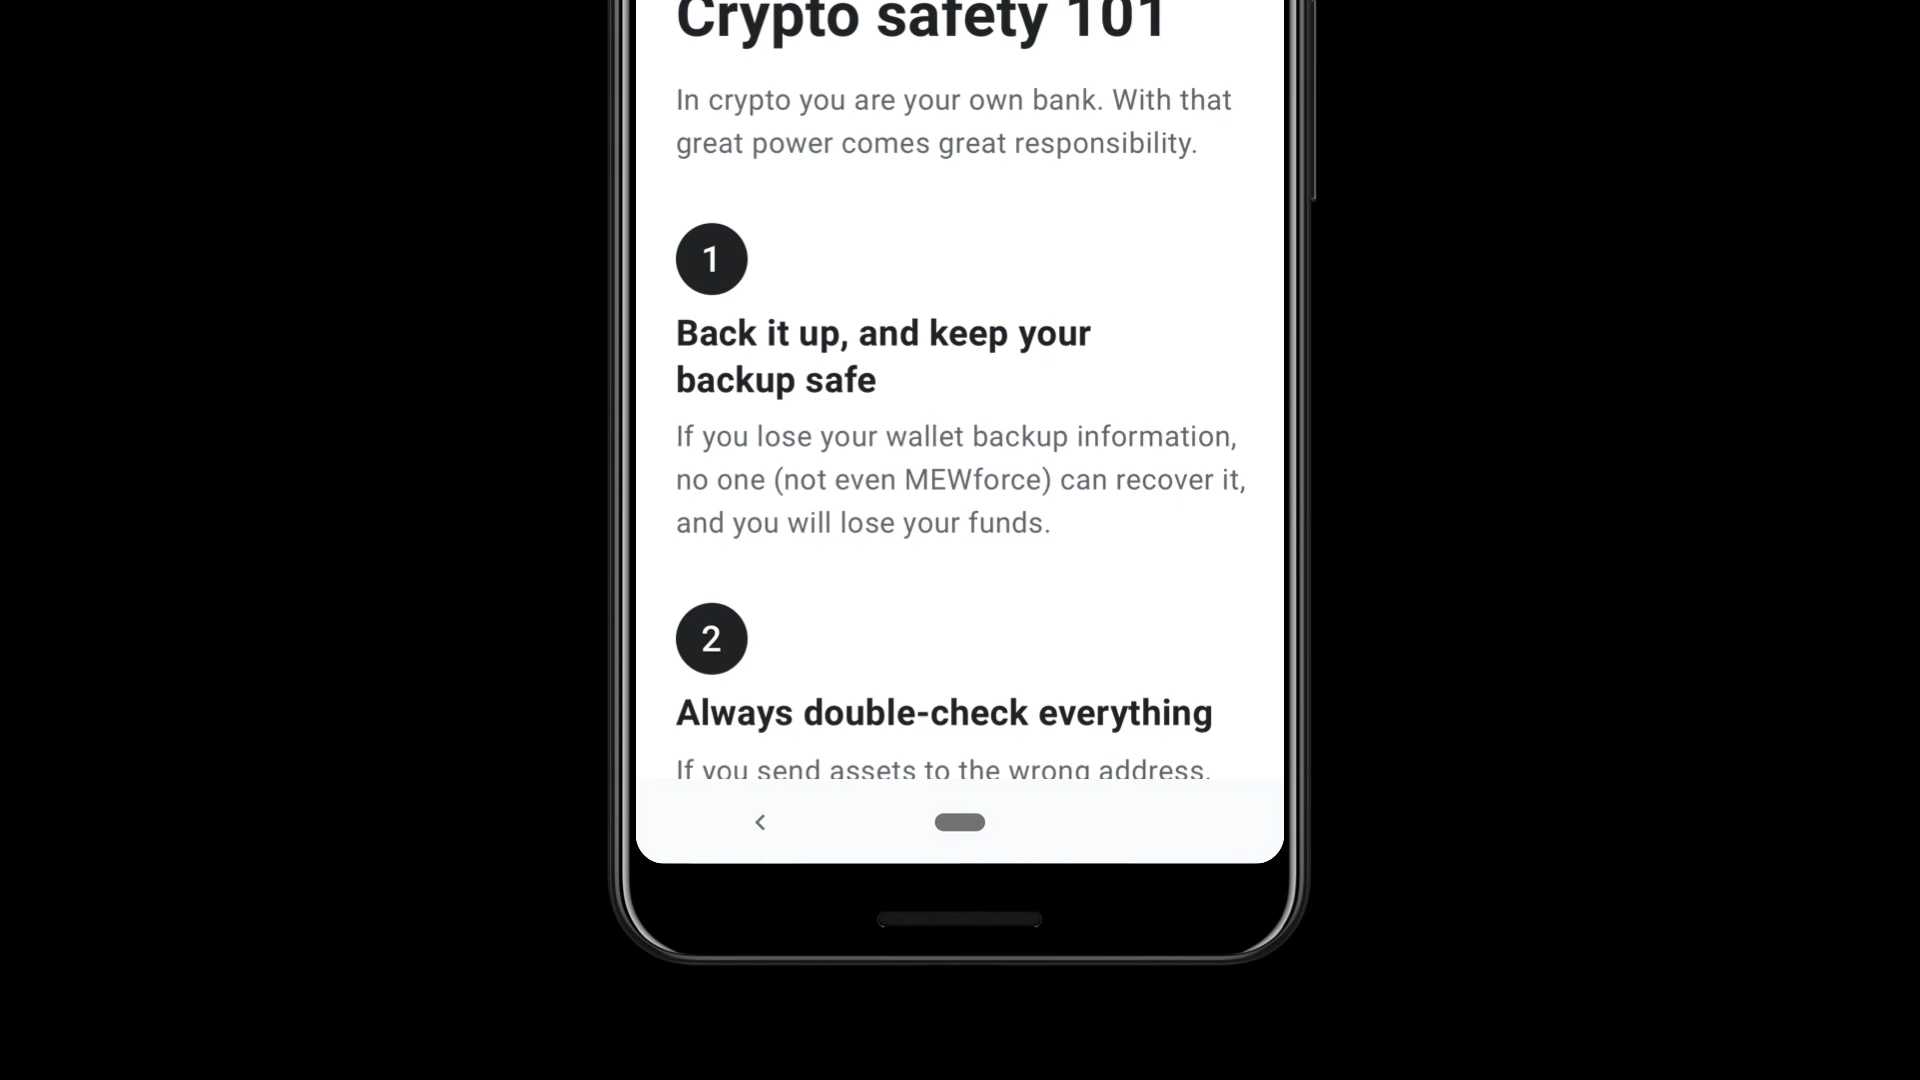 Crypto safety 101
In crypto you are your own bank. With that
great power comes great responsibility.
1
Back it up, and keep your
backup safe
If you lose your wallet backup information,
no one (not even MEWforce) can recover it,
and you will lose your funds.
2
Always double-check everything
If you send assets to the wrong address,